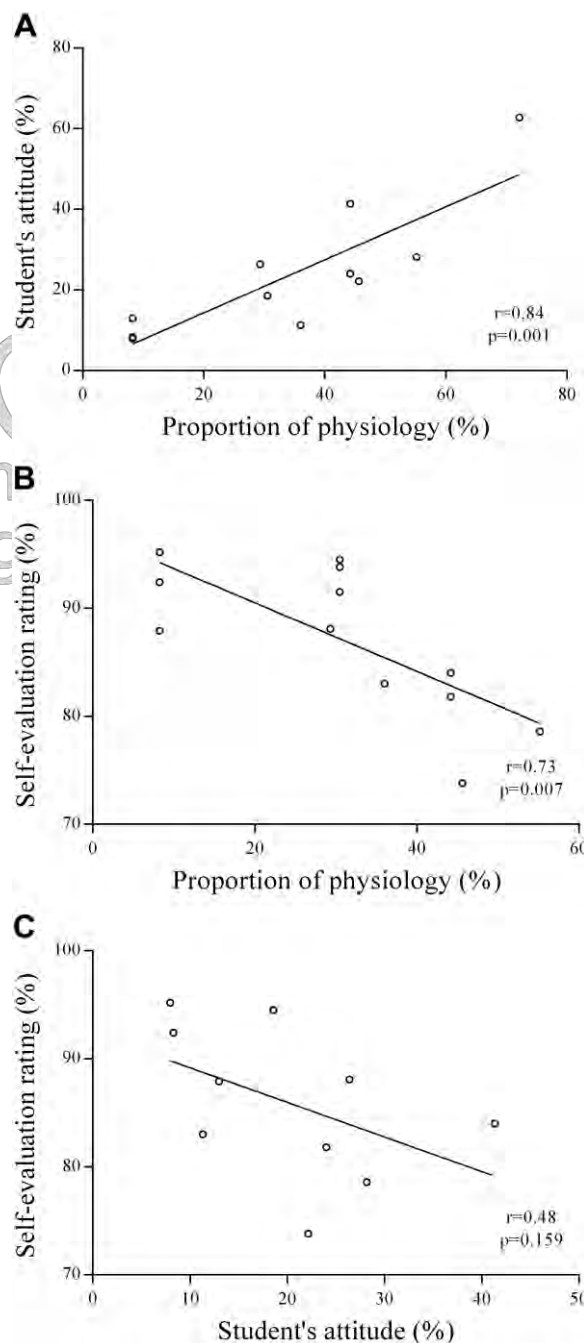 A
80
60
40
20
0
Student's attitude (%)
r=0,84
p=0.001
0 20 40 60 80
Proportion of physiology (%)
B
100
90
80
70
Self-evaluation rating (%)
r=0.73
p=0.007
0 20 40 60
Proportion of physiology (%)
C
100
90
80
70
Self-evaluation rating (%)
r=0.48
p=0.159
0 10 20 30 40 50
Student's attitude (%)